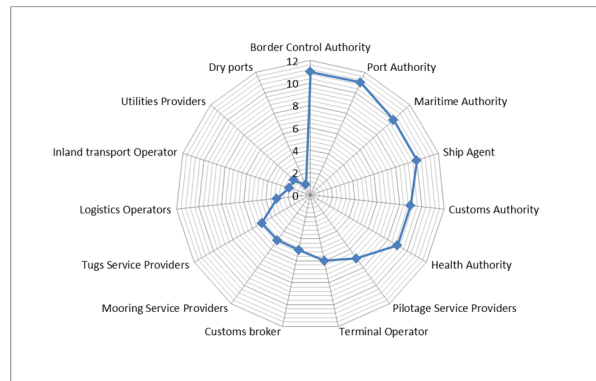 Border Control Authority
Port Authority
Maritime Authority
Ship Agent
Customs Authority
Health Authority
Pilotage Service Providers
Terminal Operator
Customs broker
Mooring Service Providers
Tugs Service Providers
Logistics Operators
Inland transport Operator
Utilities Providers
Dry ports
12
10
8
6
4
2
0